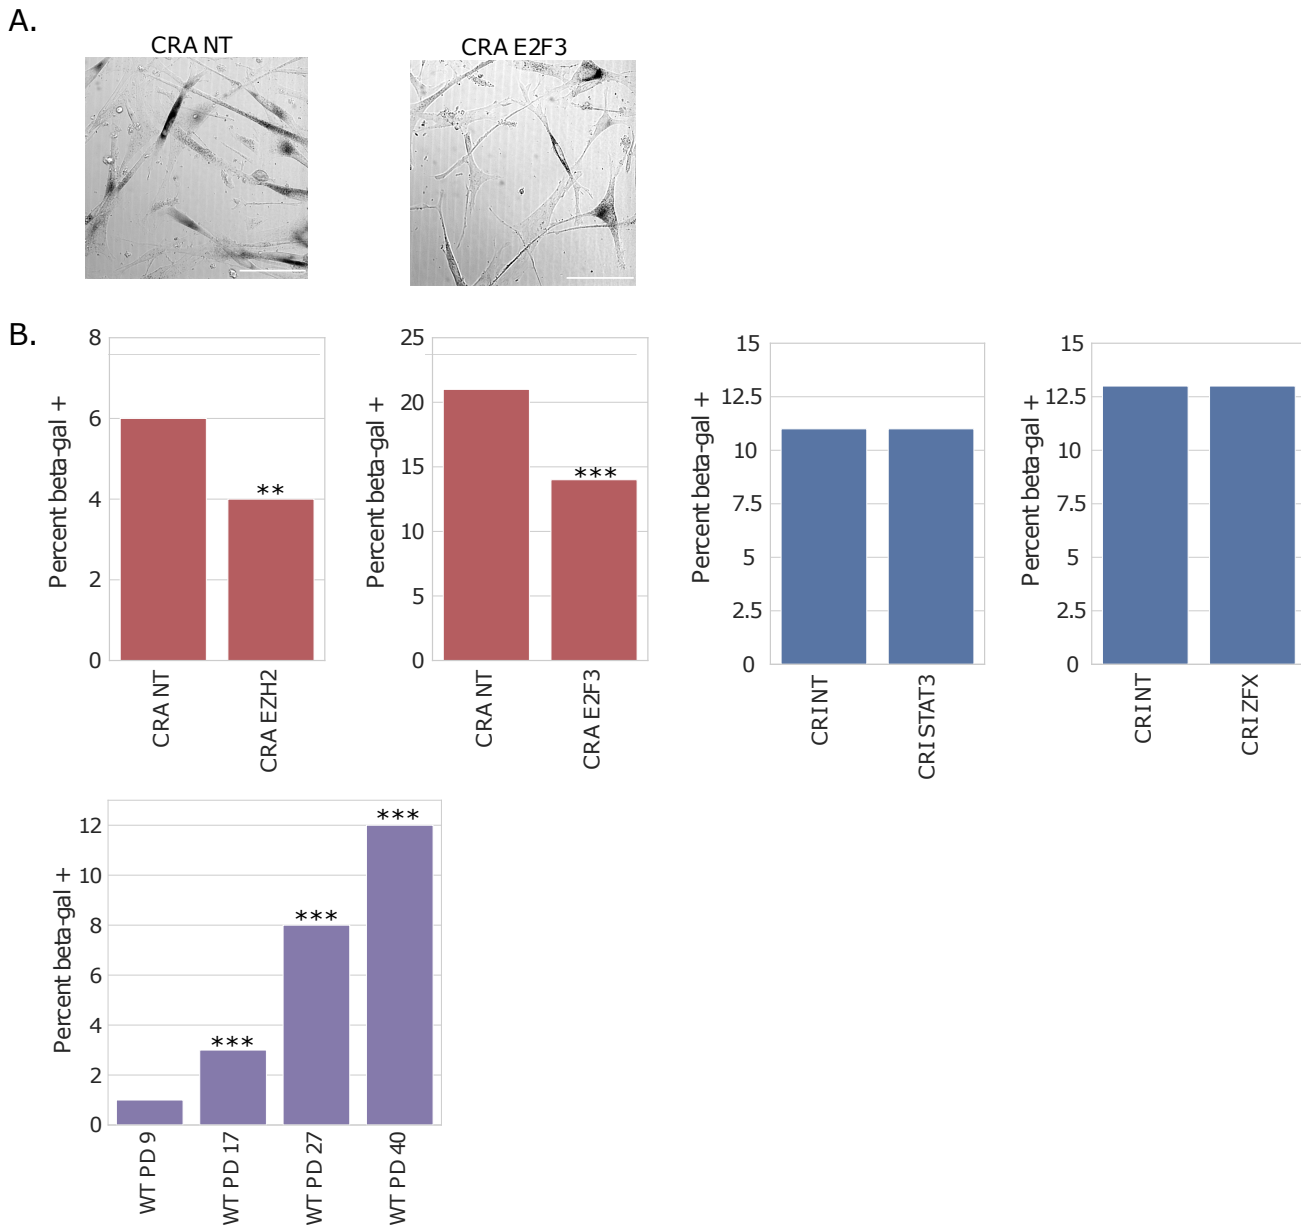 A.
CRA NT
CRA E2F3
B.
Percent beta-gal +
8
6
4
2
0
**
CRA NT
CRA EZH2
Percent beta-gal +
25
20
15
10
5
0
***
CRA NT
CRA E2F3
Percent beta-gal +
15
12.5
10
7.5
5
2.5
0
CRI NT
CRI STAT3
Percent beta-gal +
15
12.5
10
7.5
5
2.5
0
CRI NT
CRI ZFX
Percent beta-gal +
12
10
8
6
4
2
0
***
***
***
WT PD 9
WT PD 17
WT PD 27
WT PD 40